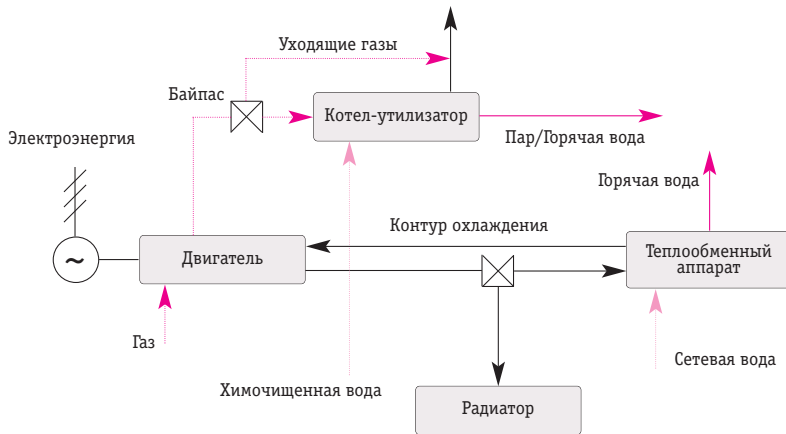 Уходящие газы
Байпас
Котел-утилизатор
Электроэнергия
Пар/Горячая вода
Горячая вода
Контур охлаждения
~
Двигатель
Теплообменный
аппарат
Газ
Химочищенная вода
Сетевая вода
Радиатор